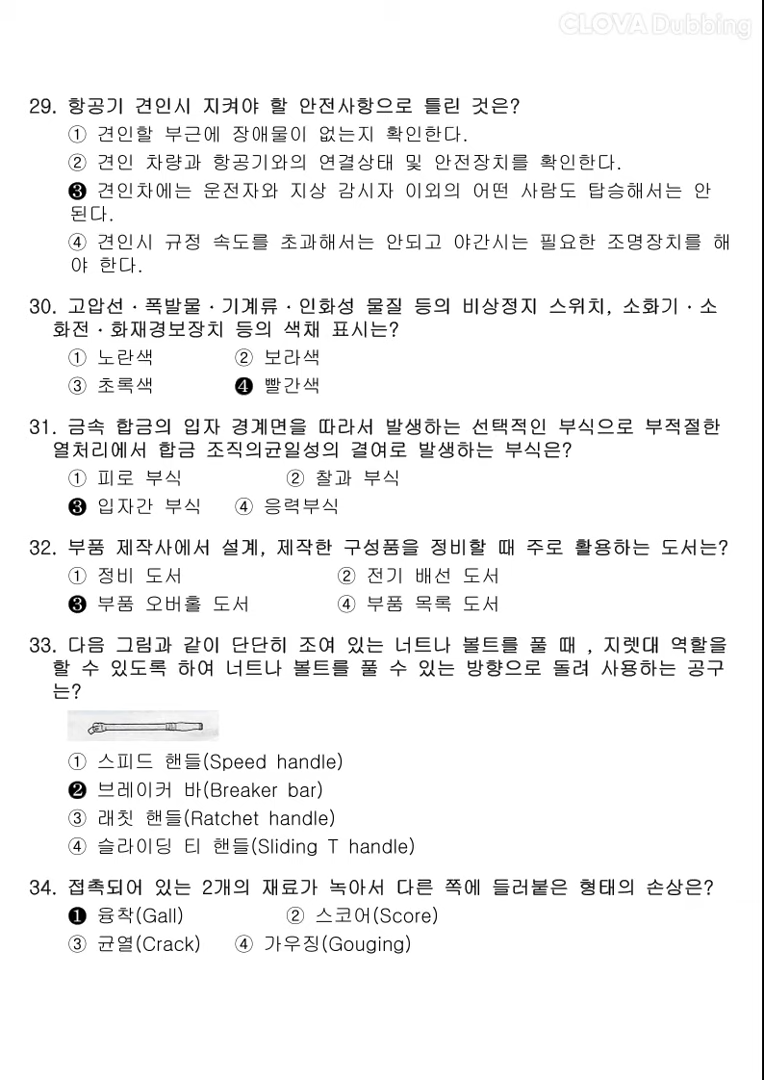 CLOVA Dubbing
29. 항공기 견인시 지켜야 할 안전사항으로 틀린 것은?
① 견인할 부근에 장애물이 없는지 확인한다.
② 견인 차량과 항공기와의 연결상태 및 안전장치를 확인한다.
❸ 견인차에는 운전자와 지상 감시자 이외의 어떤 사람도 탑승해서는 안
된다.
④ 견인시 규정 속도를 초과해서는 안되고 야간시는 필요한 조명장치를 해
야 한다.
30. 고압선·폭발물·기계류·인화성 물질 등의 비상정지 스위치, 소화기·소
화전·화재경보장치 등의 색채 표시는?
① 노란색 ② 보라색
③ 초록색 ❹ 빨간색
31. 금속 합금의 입자 경계면을 따라서 발생하는 선택적인 부식으로 부적절한
열처리에서 합금 조직의균일성의 결여로 발생하는 부식은?
① 피로 부식 ② 찰과 부식
❸ 입자간 부식 ④ 응력부식
32. 부품 제작사에서 설계, 제작한 구성품을 정비할 때 주로 활용하는 도서는?
① 정비 도서 ② 전기 배선 도서
❸ 부품 오버홀 도서 ④ 부품 목록 도서
33. 다음 그림과 같이 단단히 조여 있는 너트나 볼트를 풀 때 , 지렛대 역할을
할 수 있도록 하여 너트나 볼트를 풀 수 있는 방향으로 돌려 사용하는 공구
는?
① 스피드 핸들(Speed handle)
❷ 브레이커 바(Breaker bar)
③ 래칫 핸들(Ratchet handle)
④ 슬라이딩 티 핸들(Sliding T handle)
34. 접촉되어 있는 2개의 재료가 녹아서 다른 쪽에 들러붙은 형태의 손상은?
❶ 융착(Gall) ② 스코어(Score)
③ 균열(Crack) ④ 가우징(Gouging)